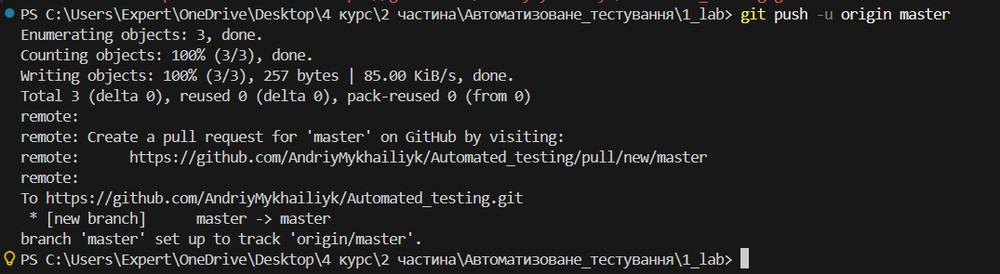 PS C:\Users\Expert\OneDrive\Desktop\4 курс\2 частина\Автоматизоване_тестування\1_lab> git push -u origin master
Enumerating objects: 3, done.
Counting objects: 100% (3/3), done.
Writing objects: 100% (3/3), 257 bytes | 85.00 KiB/s, done.
Total 3 (delta 0), reused 0 (delta 0), pack-reused 0 (from 0)
remote:
remote: Create a pull request for 'master' on GitHub by visiting:
remote:      https://github.com/AndriyMykhailiyk/Automated_testing/pull/new/master
remote:
To https://github.com/AndriyMykhailiyk/Automated_testing.git
 * [new branch]      master -> master
branch 'master' set up to track 'origin/master'.
PS C:\Users\Expert\OneDrive\Desktop\4 курс\2 частина\Автоматизоване_тестування\1_lab>